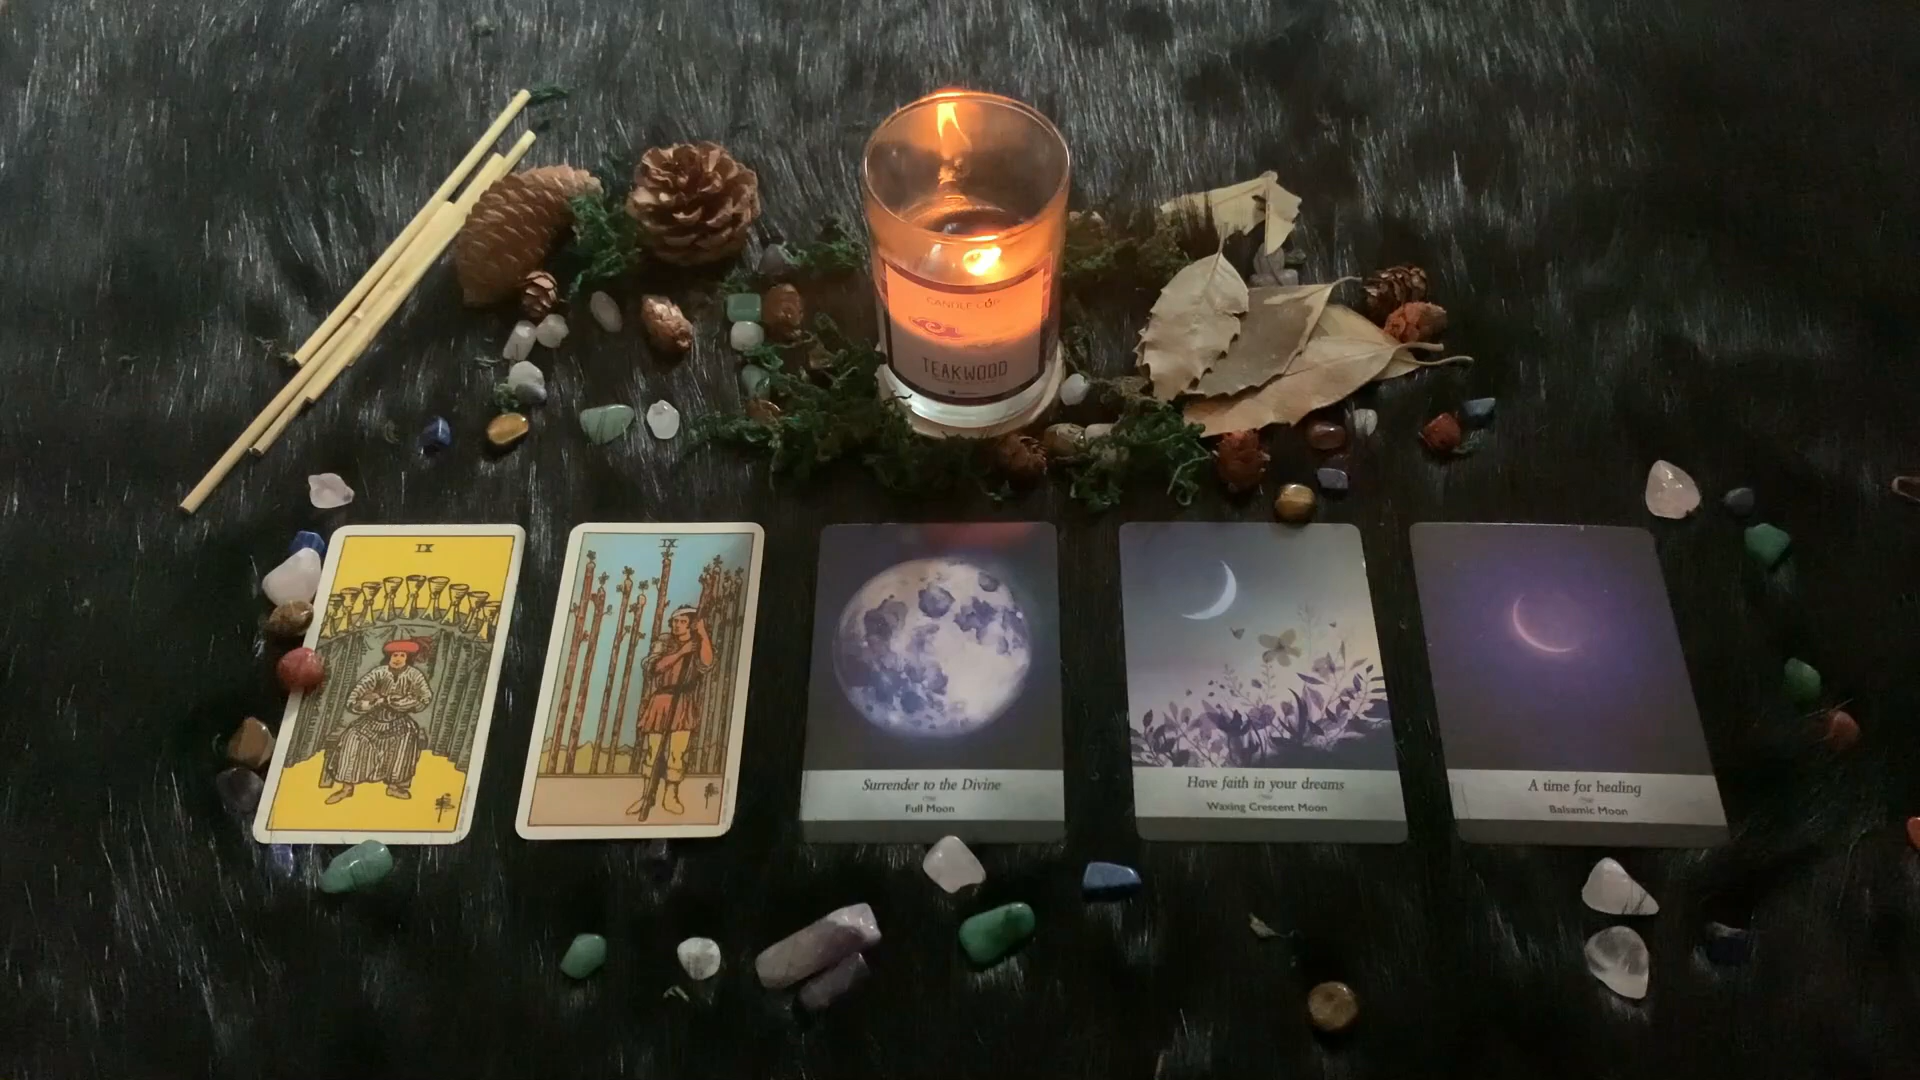 CANDLE CO
TEAKWOOD
IX
IX
Surrender to the Divine
Full Moon
Have faith in your dreams
Waxing Crescent Moon
A time for healing
Balsamic Moon